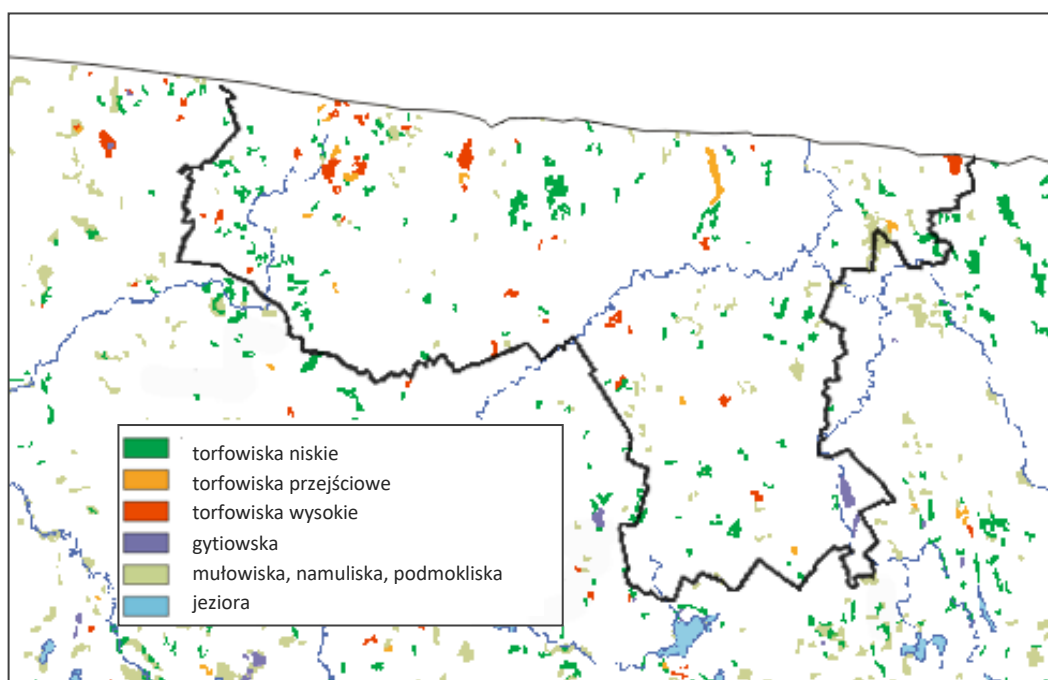 torfowiska niskie
torfowiska przejściowe
torfowiska wysokie
gytiowska
mułowiska, namuliska, podmokliska
jeziora